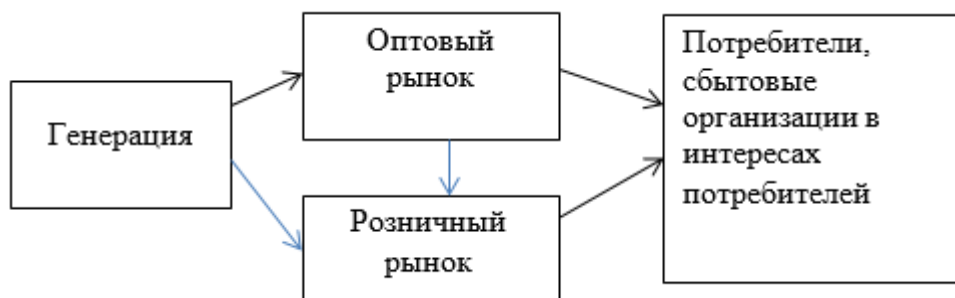 Генерация
Оптовый
рынок
Розничный
рынок
Потребители,
сбытовые
организации в
интересах
потребителей